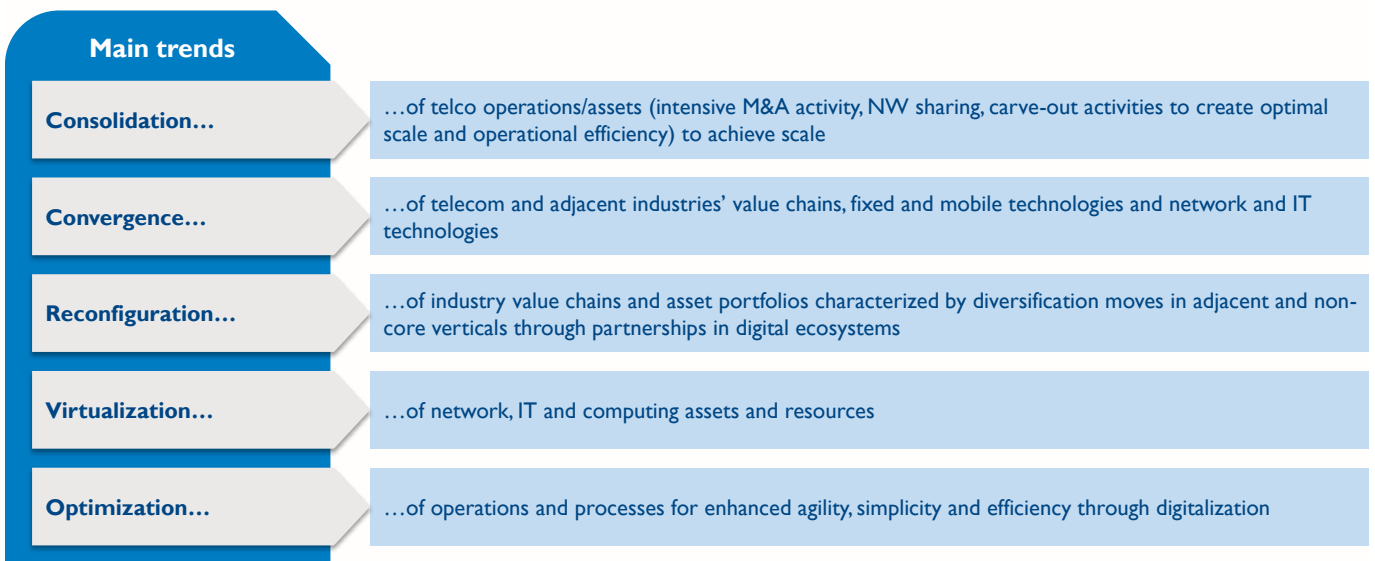 Main trends
Consolidation…
…of telco operations/assets (intensive M&A activity, NW sharing, carve-out activities to create optimal
scale and operational efficiency) to achieve scale
Convergence…
…of telecom and adjacent industries’ value chains, fixed and mobile technologies and network and IT
technologies
Reconfiguration…
…of industry value chains and asset portfolios characterized by diversification moves in adjacent and non-
core verticals through partnerships in digital ecosystems
Virtualization…
…of network, IT and computing assets and resources
Optimization…
…of operations and processes for enhanced agility, simplicity and efficiency through digitalization